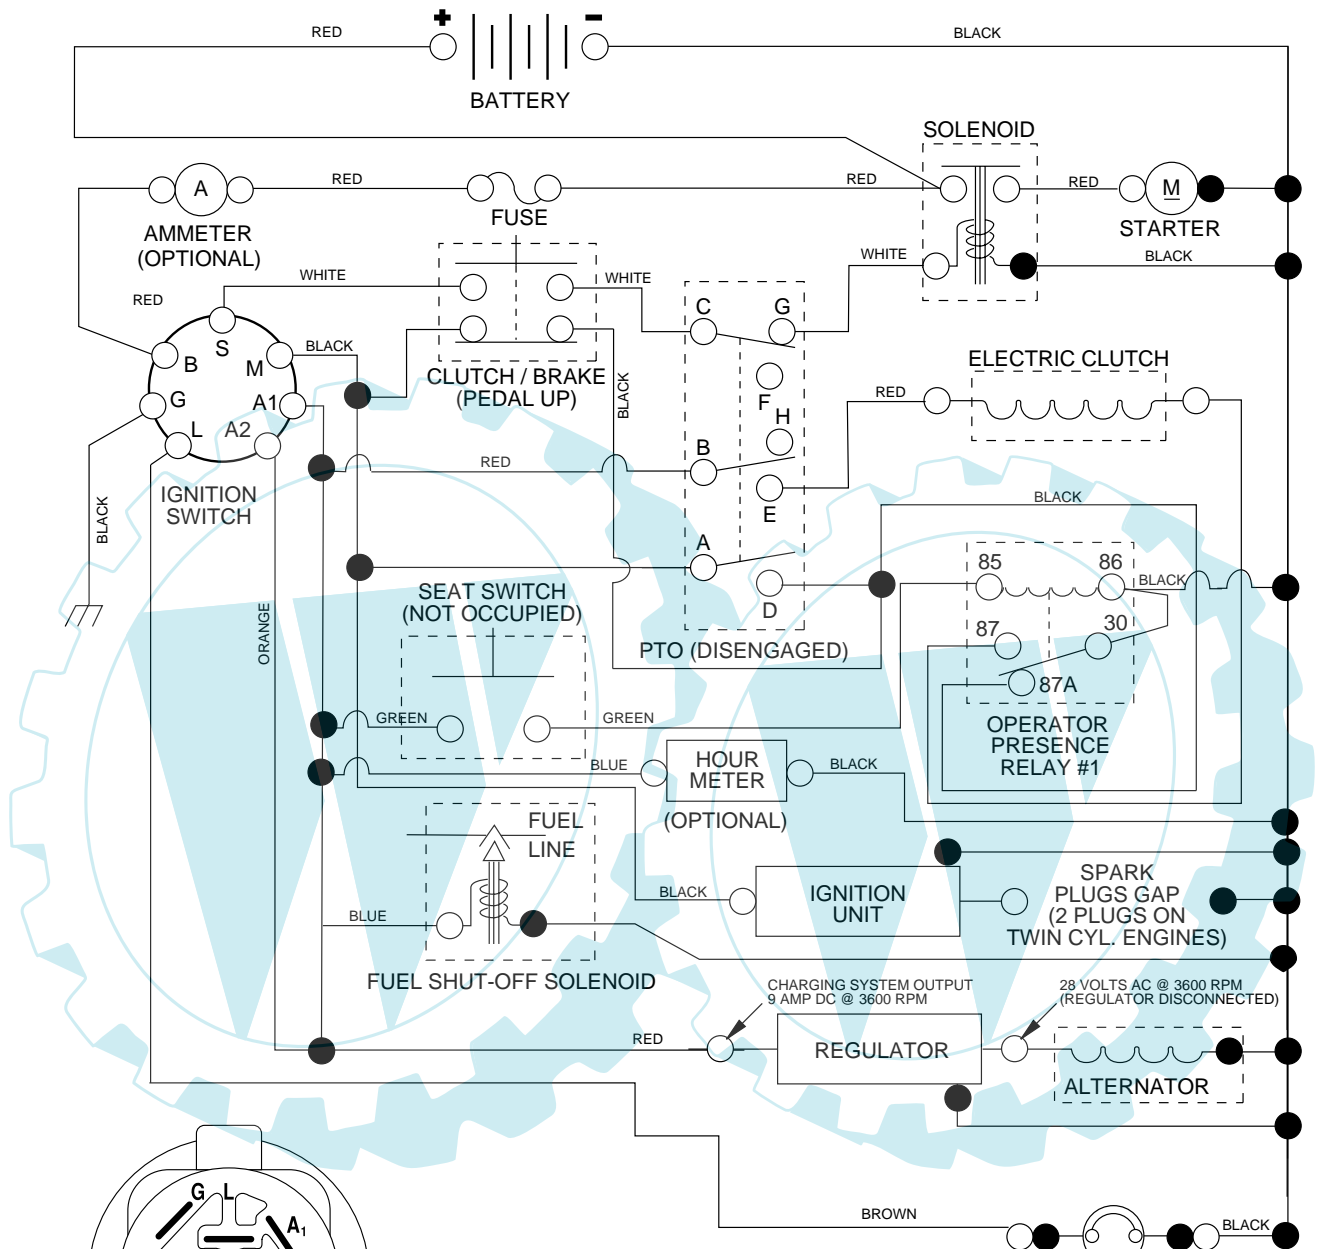 + -
RED
BLACK
BATTERY
SOLENOID
A
RED
RED
RED
M
FUSE
STARTER
AMMETER
(OPTIONAL)
WHITE
WHITE
WHITE
BLACK
RED
S
B
M
G
A1
L
A2
BLACK
CLUTCH / BRAKE
(PEDAL UP)
BLACK
C
G
F
H
B
E
A
D
ELECTRIC CLUTCH
RED
RED
IGNITION
SWITCH
BLACK
ORANGE
BLACK
SEAT SWITCH
(NOT OCCUPIED)
85
86
BLACK
87
30
87A
PTO (DISENGAGED)
OPERATOR
PRESENCE
RELAY #1
GREEN
GREEN
BLUE
HOUR
METER
BLACK
(OPTIONAL)
FUEL
LINE
BLACK
IGNITION
UNIT
SPARK
PLUGS GAP
(2 PLUGS ON
TWIN CYL. ENGINES)
BLUE
FUEL SHUT-OFF SOLENOID
CHARGING SYSTEM OUTPUT
9 AMP DC @ 3600 RPM
28 VOLTS AC @ 3600 RPM
(REGULATOR DISCONNECTED)
RED
REGULATOR
ALTERNATOR
G L
A1
BROWN
BLACK